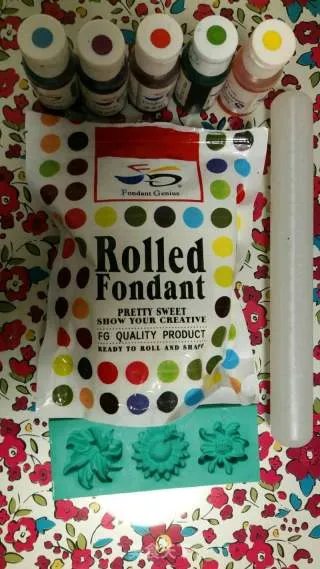 Fondant Genius
Rolled
Fondant
PRETTY SWEET
SHOW YOUR CREATIVE
FG QUALITY PRODUCT
READY TO ROLL AND SHAPE